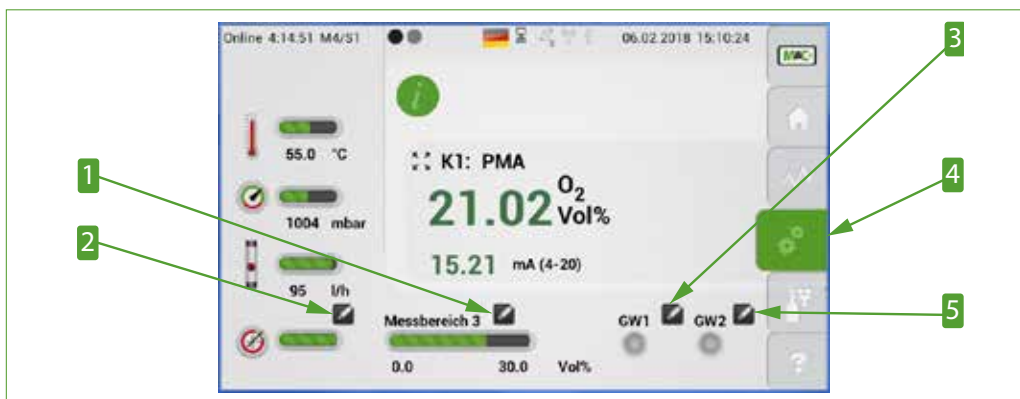 Online 4:14:51 M4/S1
06.02.2018 15:10:24
MAC
i
55.0 °C
1004 mbar
95 l/h
K1: PMA
21.02 O2 Vol%
15.21 mA (4-20)
Messbereich 3
0.0 30.0 Vol%
GW1 GW2
?
1
2
3
4
5